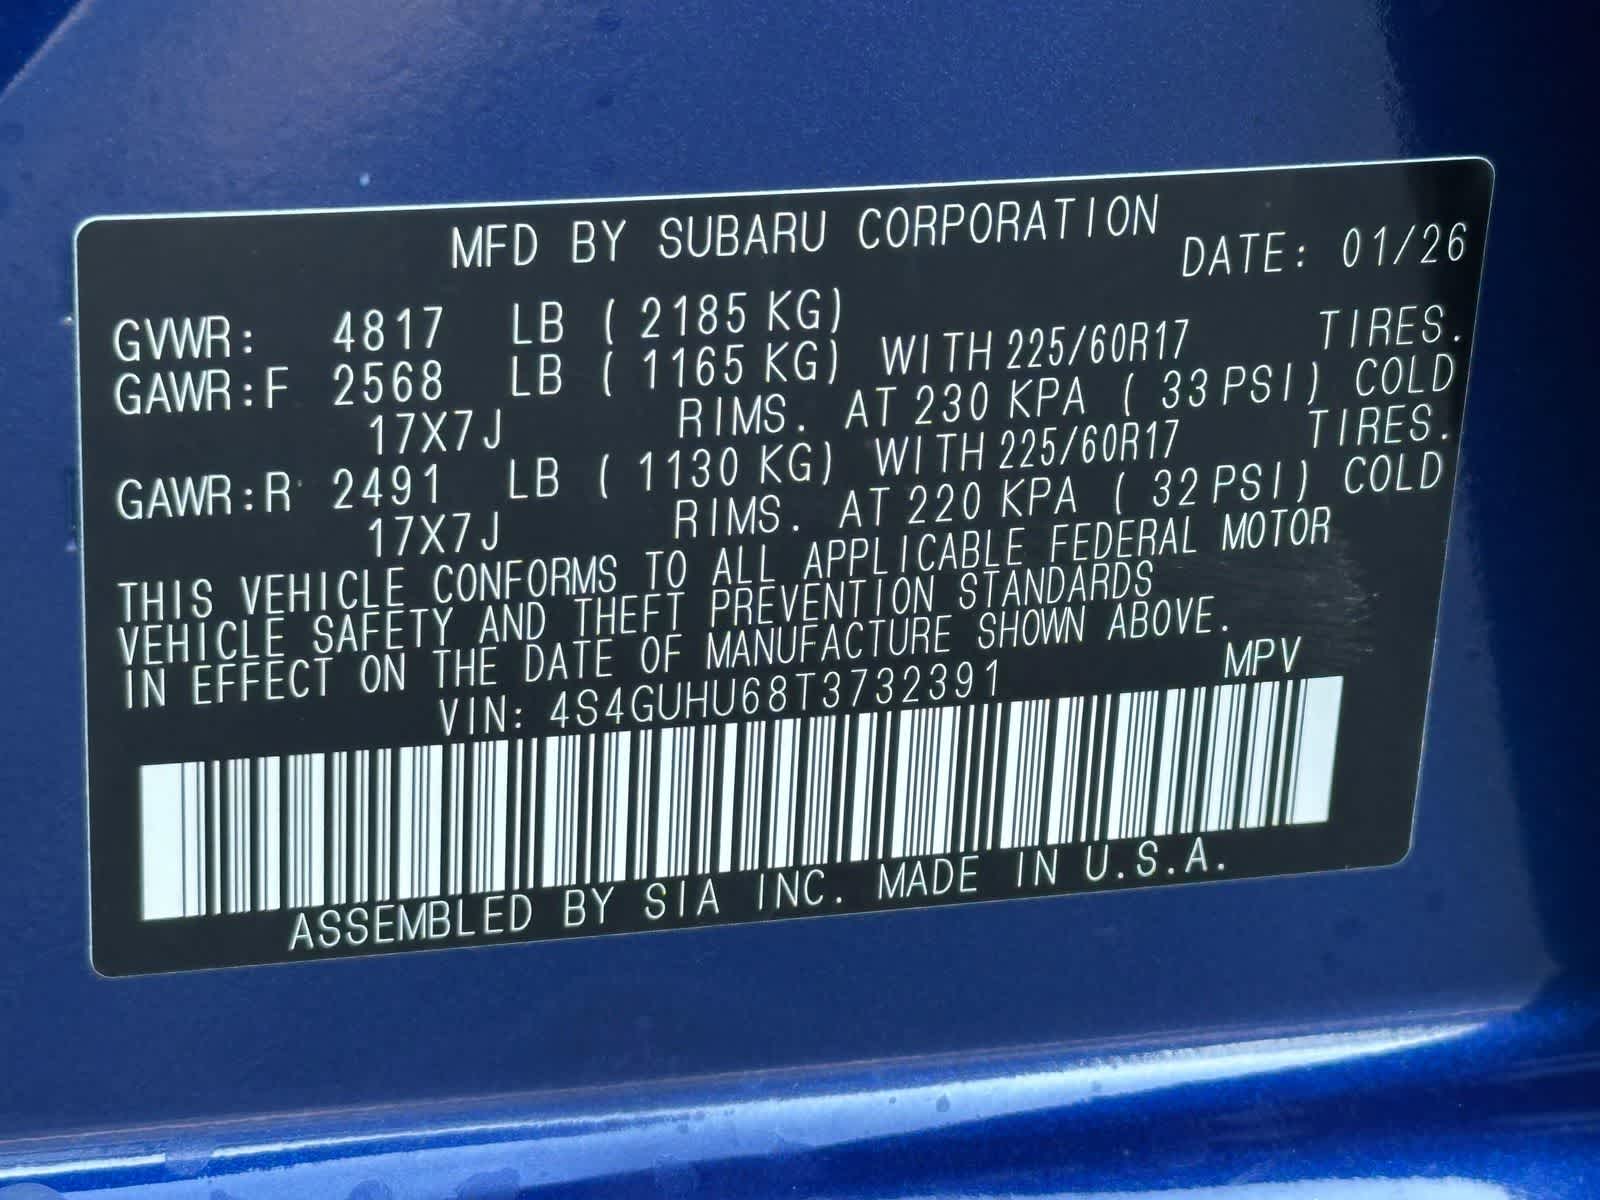 MFD BY SUBARU CORPORATION DATE: 01/26
GVWR: 4817 LB ( 2185 KG)
GAWR:F 2568 LB ( 1165 KG) WITH 225/60R17 TIRES.
17X7J RIMS. AT 230 KPA ( 33 PSI) COLD
GAWR:R 2491 LB ( 1130 KG) WITH 225/60R17 TIRES.
17X7J RIMS. AT 220 KPA ( 32 PSI) COLD
THIS VEHICLE CONFORMS TO ALL APPLICABLE FEDERAL MOTOR
VEHICLE SAFETY AND THEFT PREVENTION STANDARDS
IN EFFECT ON THE DATE OF MANUFACTURE SHOWN ABOVE.
VIN: 4S4GUHU68T3732391 MPV
ASSEMBLED BY SIA INC. MADE IN U.S.A.